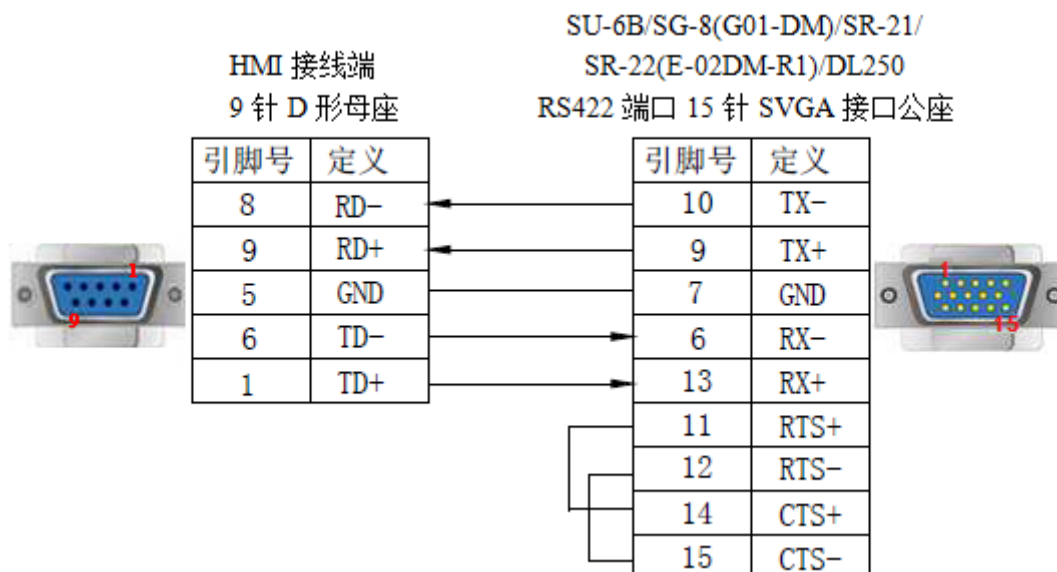 SU-6B/SG-8(G01-DM)/SR-21/
SR-22(E-02DM-R1)/DL250
RS422 端口 15 针 SVGA 接口公座
HMI 接线端
9 针 D 形母座
引脚号 定义
8 RD-
9 RD+
5 GND
6 TD-
1 TD+
引脚号 定义
10 TX-
9 TX+
7 GND
6 RX-
13 RX+
11 RTS+
12 RTS-
14 CTS+
15 CTS-
1
9
1
15